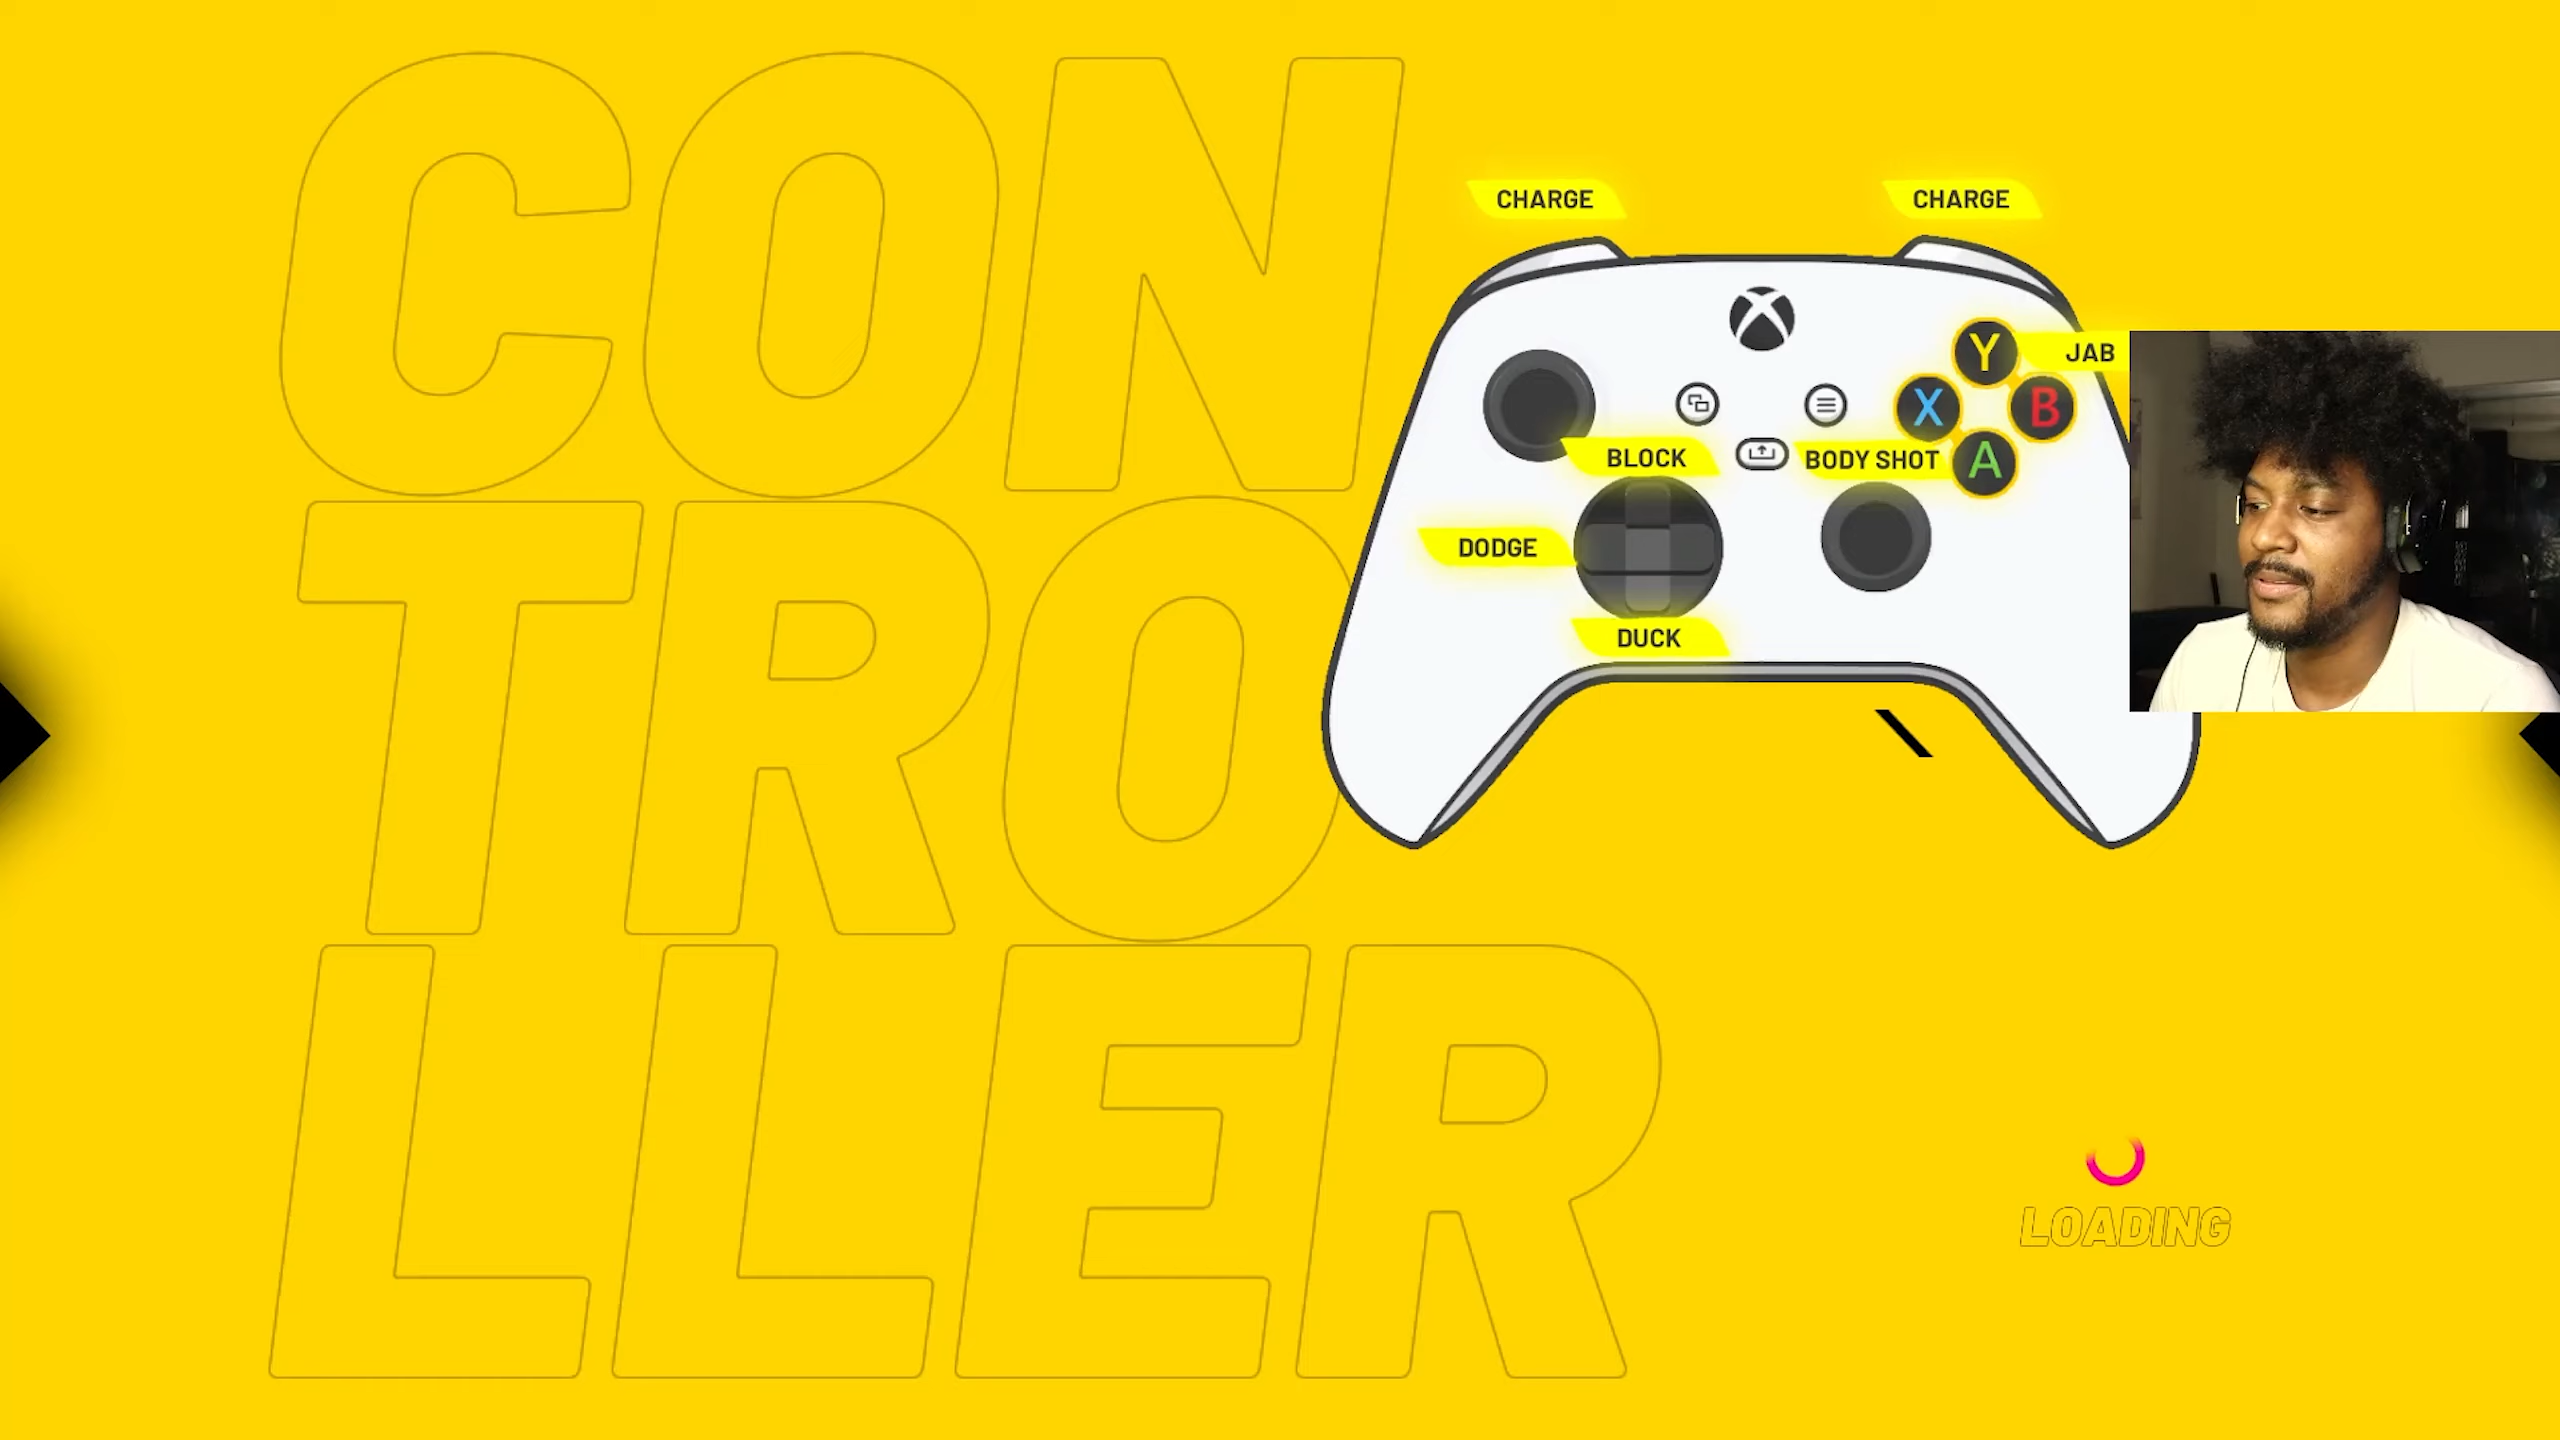 CON
TRO
LLER
CHARGE
CHARGE
Y
JAB
X
B
A
BLOCK
BODY SHOT
DODGE
DUCK
LOADING